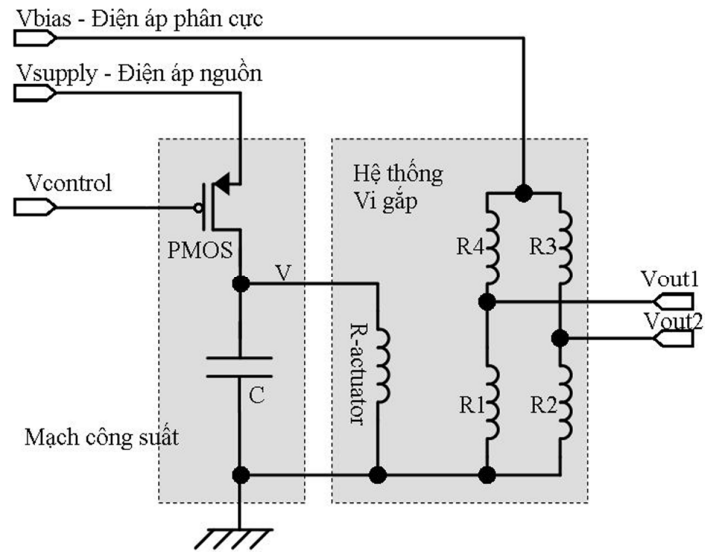 Vbias - Điện áp phân cực
Vsupply - Điện áp nguồn
Vcontrol
PMOS
V
C
Mạch công suất
Hệ thống
Vi gắp
R-actuator
R4
R3
R1
R2
Vout1
Vout2